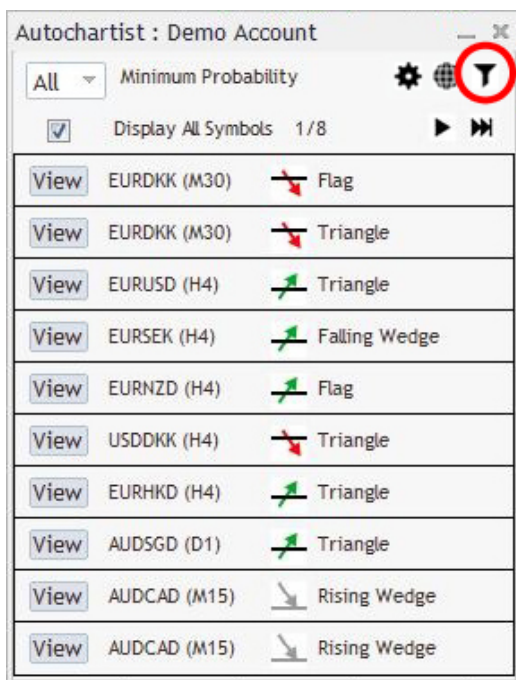 Autochartist : Demo Account
All Minimum Probability
Display All Symbols 1/8
View EURDKK (M30) Flag
View EURDKK (M30) Triangle
View EURUSD (H4) Triangle
View EURSEK (H4) Falling Wedge
View EURNZD (H4) Flag
View USDDKK (H4) Triangle
View EURHKD (H4) Triangle
View AUDSGD (D1) Triangle
View AUDCAD (M15) Rising Wedge
View AUDCAD (M15) Rising Wedge